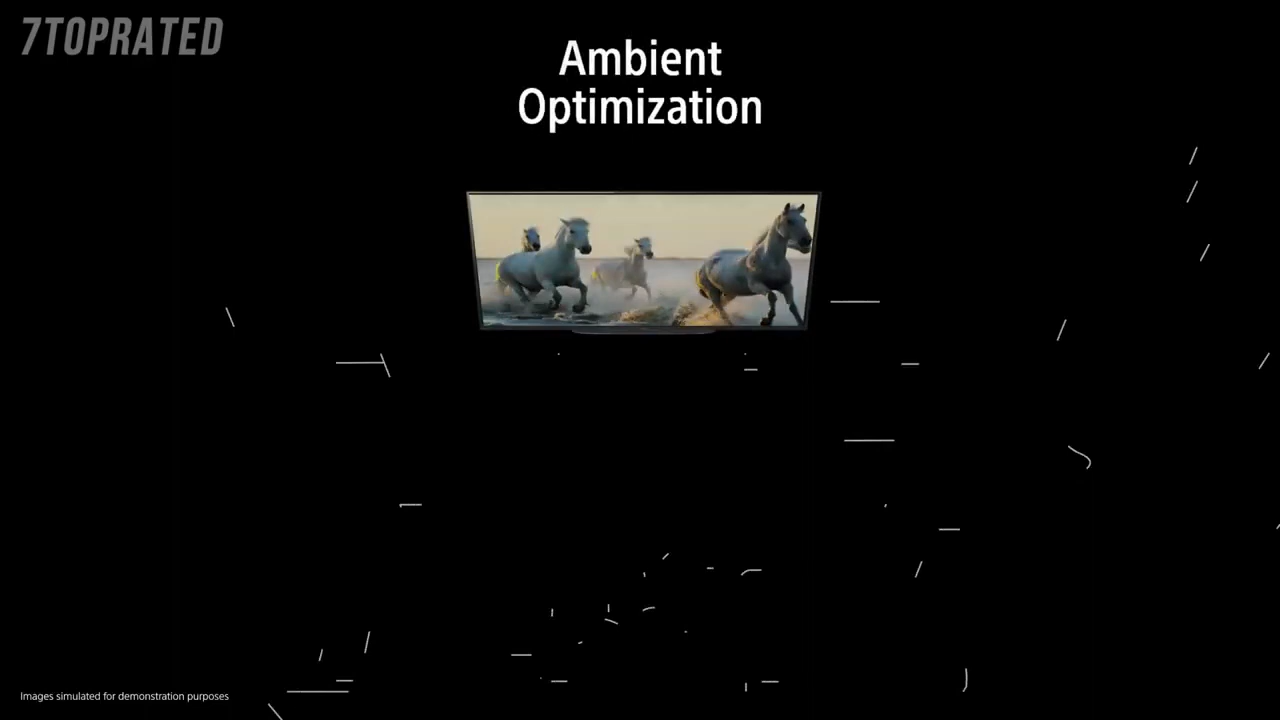 7TOPRATED
Ambient
Optimization
Images simulated for demonstration purposes